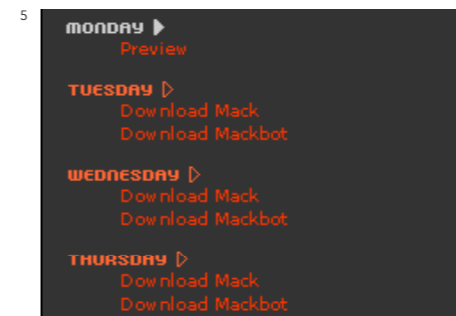 5
MONDAY
Preview
TUESDAY
Download Mack
Download Mackbot
WEDNESDAY
Download Mack
Download Mackbot
THURSDAY
Download Mack
Download Mackbot